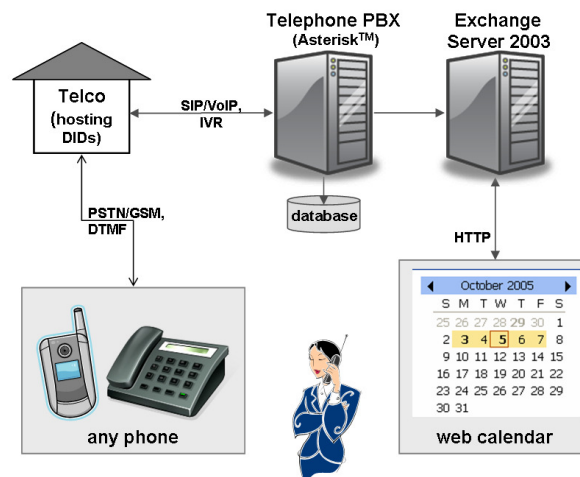 Telephone PBX
(Asterisk™)
Exchange
Server 2003
Telco
(hosting
DIDs)
SIP/VoIP,
IVR
database
PSTN/GSM,
DTMF
HTTP
October 2005
S M T W T F S
25 26 27 28 29 30 1
2 3 4 5 6 7 8
9 10 11 12 13 14 15
16 17 18 19 20 21 22
23 24 25 26 27 28 29
30 31
any phone
web calendar